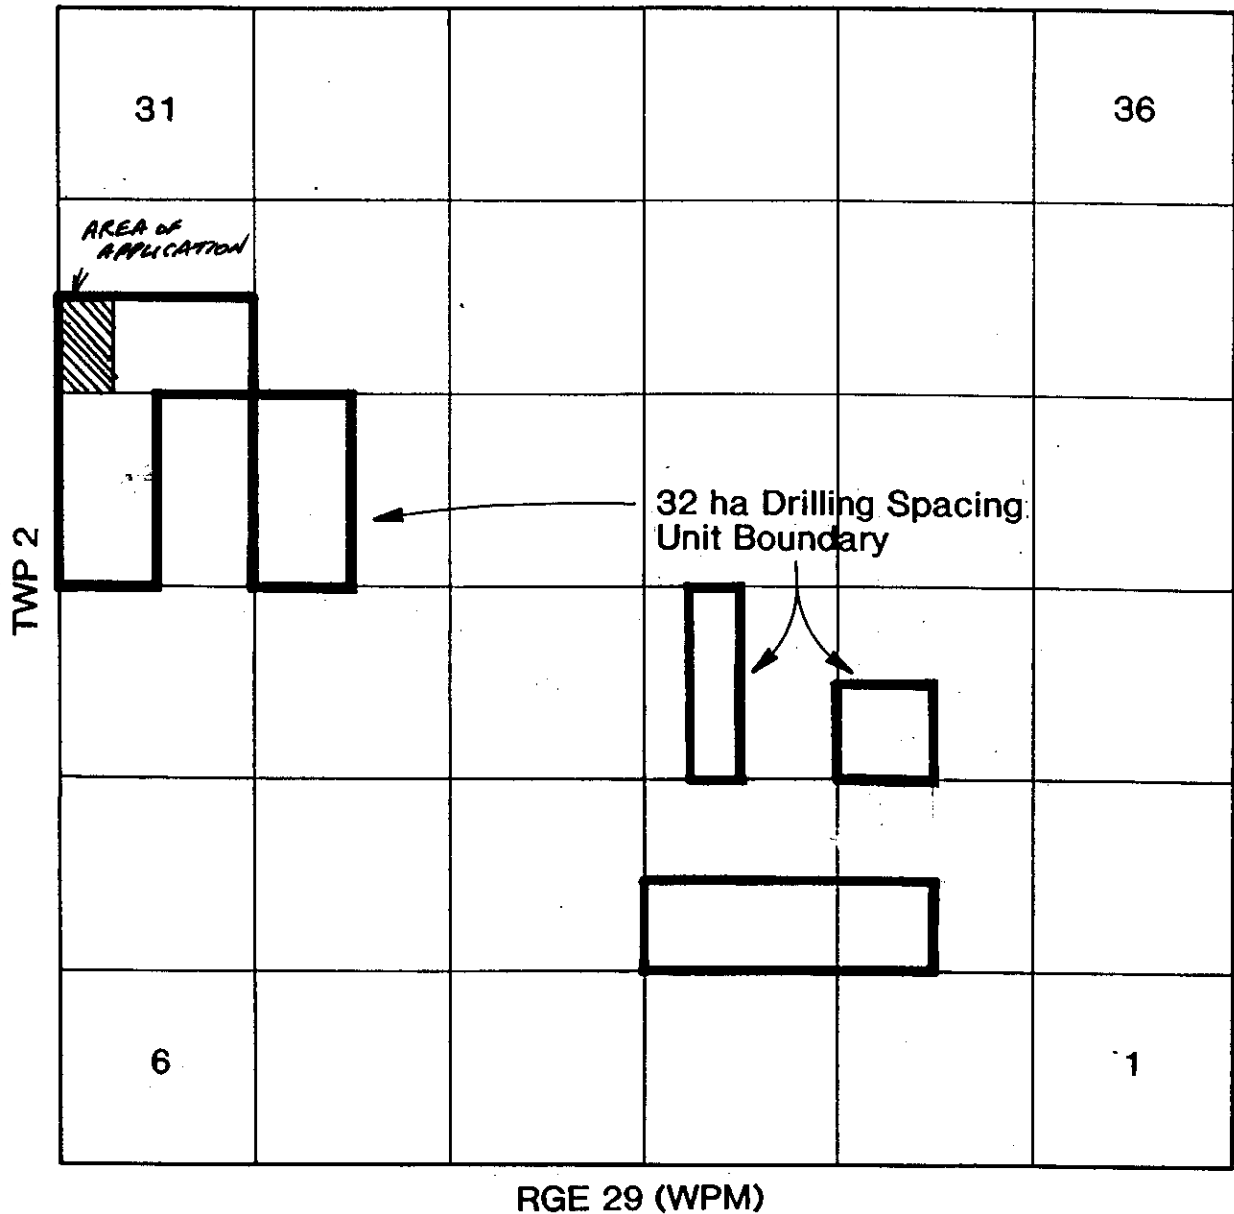 31
36
AREA OF
APPLICATION
32 ha Drilling Spacing
Unit Boundary
TWP 2
6
1
RGE 29 (WPM)